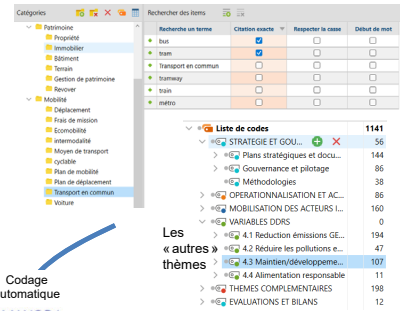 Catégories
Patrimoine
Propriété
Immobilier
Bâtiment
Terrain
Gestion de patrimoine
Revover
Mobilité
Déplacement
Frais de mission
Ecomobilité
intermodalité
Moyen de transport
cyclable
Plan de mobilité
Plan de déplacement
Transport en commun
Voiture
Rechercher des items
Recherche un terme Citation exacte Respecter la casse Début de mot
bus
tram
Transport en commun
tramway
train
métro
Liste de codes 1141
STRATEGIE ET GOU... 56
Plans stratégiques et docu... 144
Gouvernance et pilotage 86
Méthodologies 38
OPERATIONNALISATION ET AC... 86
MOBILISATION DES ACTEURS I... 160
VARIABLES DDRS 0
4.1 Reduction émissions GE... 194
4.2 Réduire les pollutions e... 47
4.3 Maintien/développeme... 107
4.4 Alimentation responsable 11
THEMES COMPLEMENTAIRES 198
EVALUATIONS ET BILANS 12
Les
« autres »
thèmes
Codage
utomatique